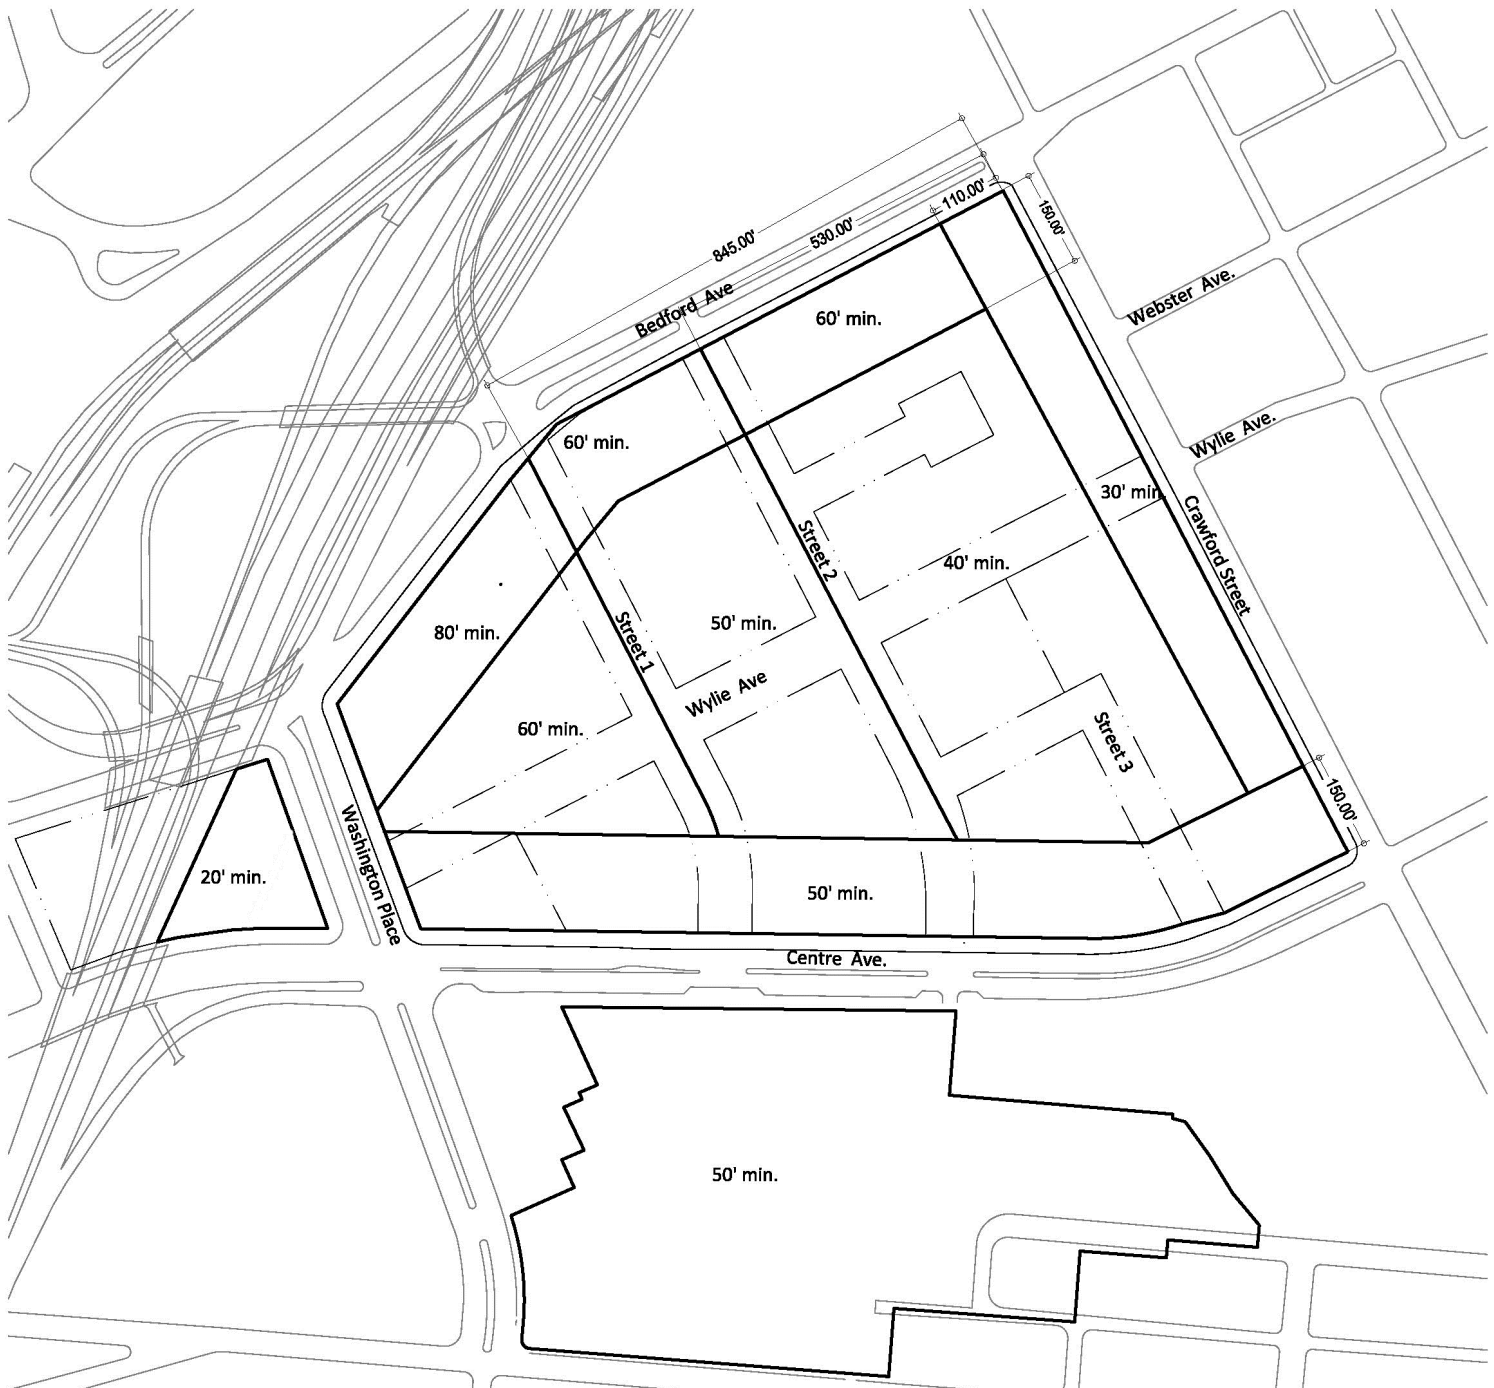 845.00'
530.00'
110.00'
150.00'
Bedford Ave
60' min.
Webster Ave.
60' min.
Wylie Ave.
30' min.
Street 2
Crawford Street
40' min.
80' min.
Street 1
50' min.
Wylie Ave
60' min.
Street 3
150.00'
Washington Place
20' min.
50' min.
Centre Ave.
50' min.